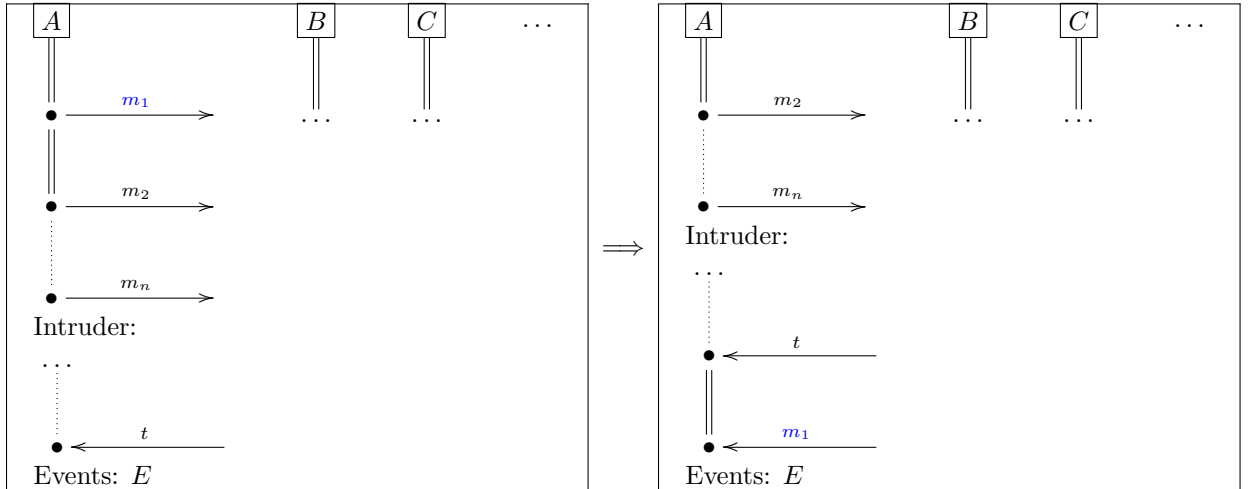 A B C …
m₁
… …
m₂
mₙ
Intruder:
…
t
Events: E
⟹
A B C …
m₂
… …
mₙ
Intruder:
…
t
m₁
Events: E